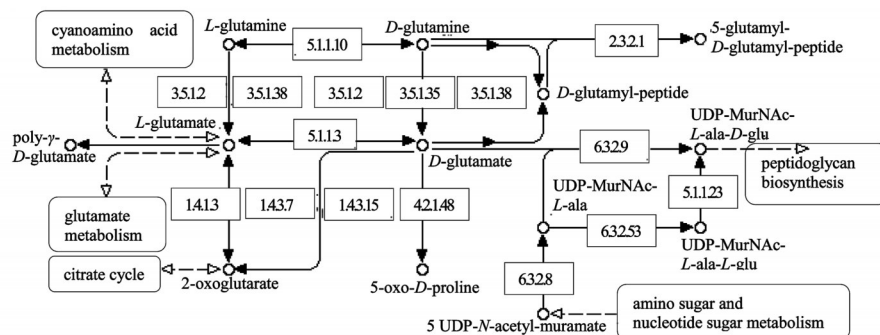 cyanoamino acid
metabolism
L-glutamine
5.1.1.10
D-glutamine
2.3.2.1
5-glutamyl-
D-glutamyl-peptide
3.5.1.2
3.5.1.38
3.5.1.2
3.5.1.35
3.5.1.38
D-glutamyl-peptide
poly-γ-
D-glutamate
L-glutamate
5.1.1.3
D-glutamate
6.3.2.9
UDP-MurNAc-
L-ala-D-glu
peptidoglycan
biosynthesis
glutamate
metabolism
1.4.1.3
1.4.3.7
1.4.3.15
4.2.1.48
UDP-MurNAc-
L-ala
5.1.1.23
6.3.2.53
UDP-MurNAc-
L-ala-L-glu
citrate cycle
2-oxoglutarate
5-oxo-D-proline
6.3.2.8
5 UDP-N-acetyl-muramate
amino sugar and
nucleotide sugar metabolism